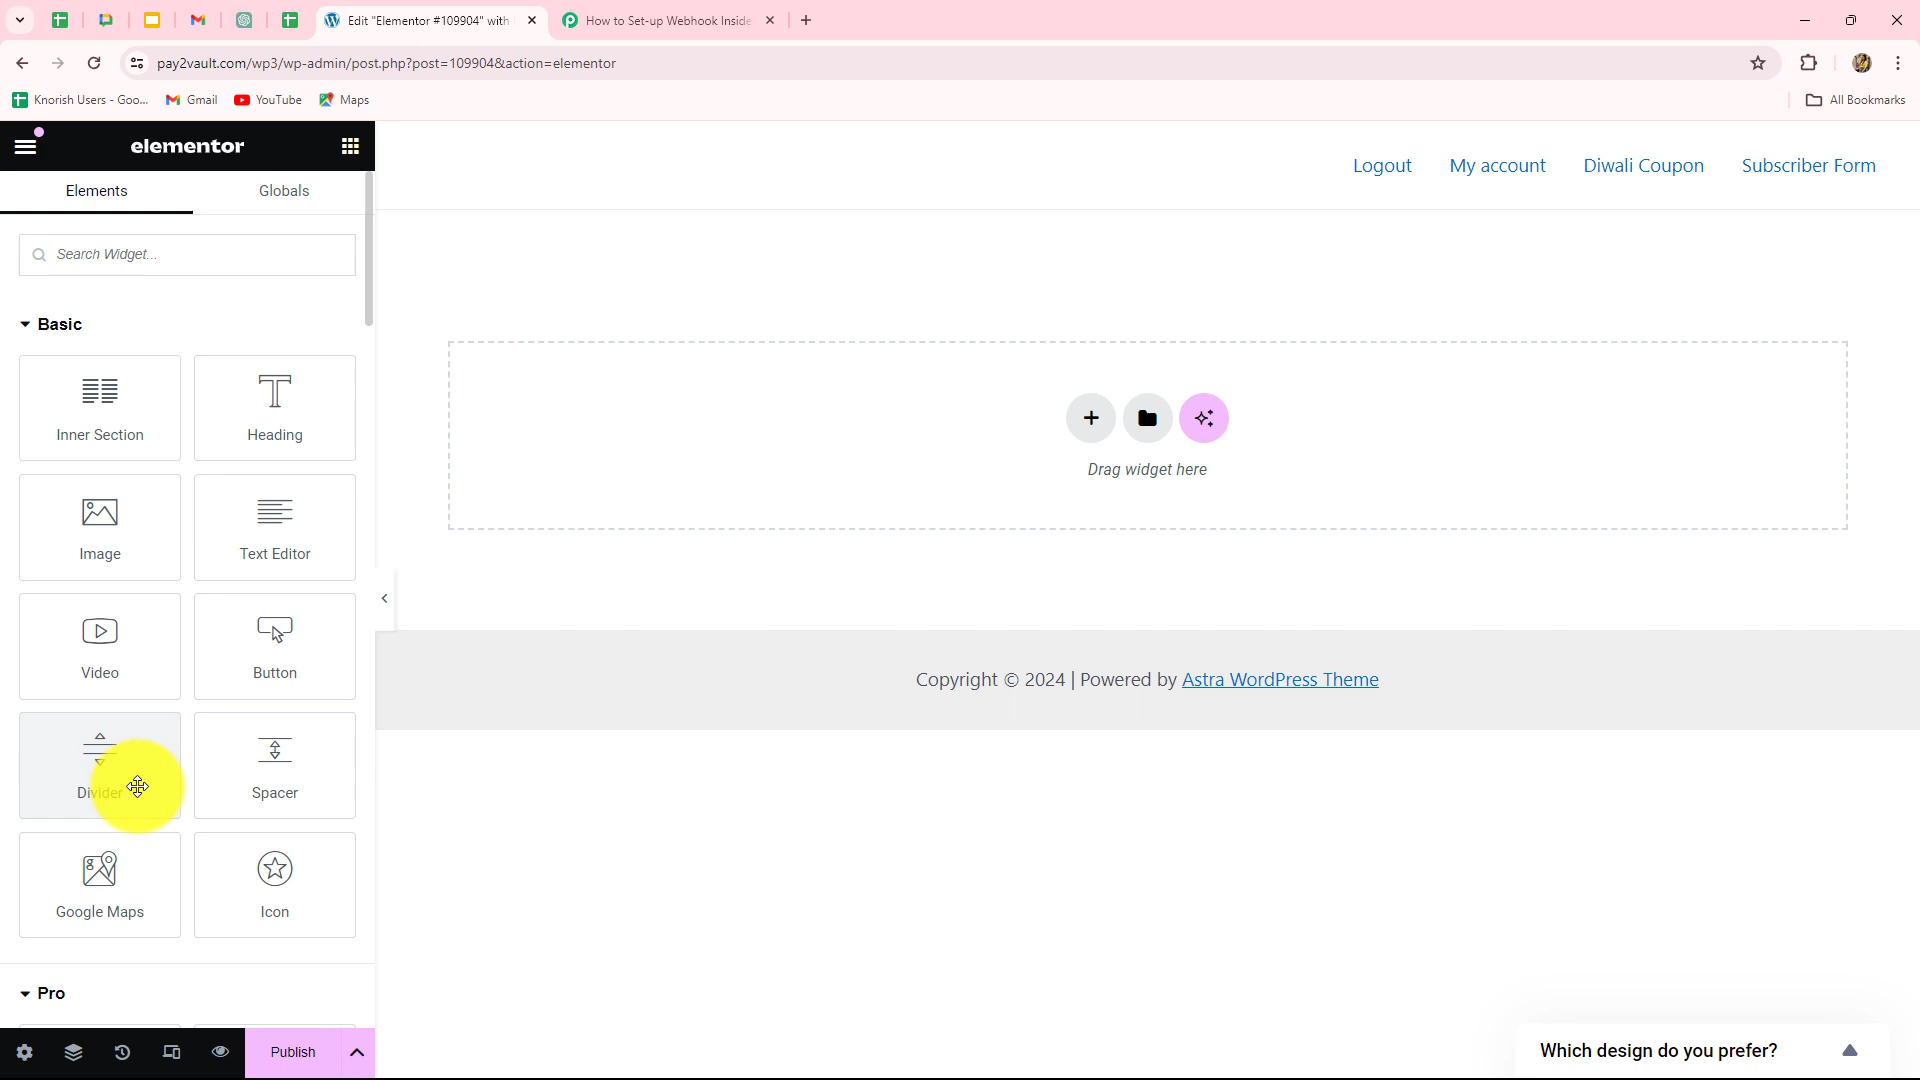 Edit "Elementor #109904" with
How to Set-up Webhook Inside
pay2vault.com/wp3/wp-admin/post.php?post=109904&action=elementor
Knorish Users - Goo...
Gmail
YouTube
Maps
All Bookmarks
elementor
Elements
Globals
Logout
My account
Diwali Coupon
Subscriber Form
Search Widget...
Basic
Inner Section
Heading
Image
Text Editor
Video
Button
Divider
Spacer
Google Maps
Icon
Pro
Publish
Drag widget here
Copyright © 2024 | Powered by Astra WordPress Theme
Which design do you prefer?